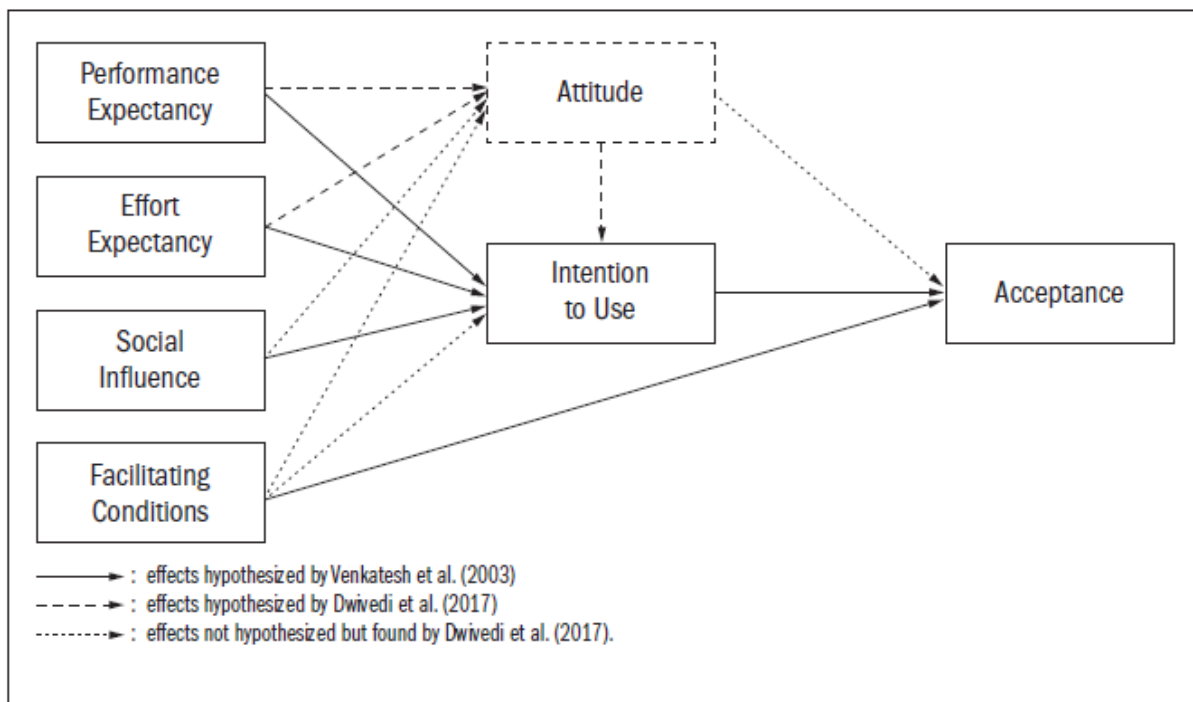 Performance
Expectancy
Attitude
Effort
Expectancy
Intention
to Use
Acceptance
Social
Influence
Facilitating
Conditions
: effects hypothesized by Venkatesh et al. (2003)
: effects hypothesized by Dwivedi et al. (2017)
: effects not hypothesized but found by Dwivedi et al. (2017).